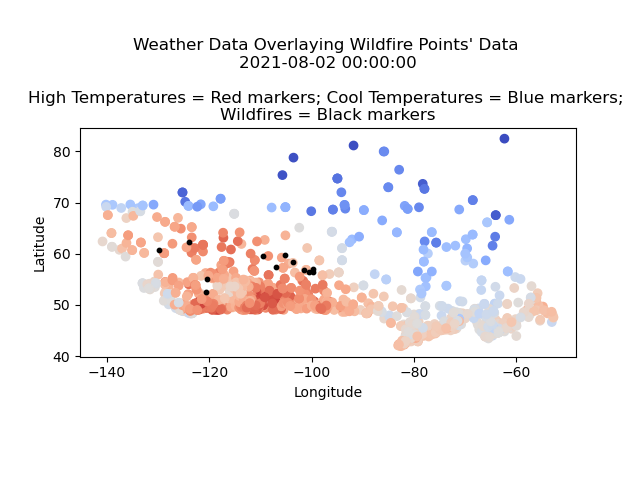 Weather Data Overlaying Wildfire Points' Data
2021-08-02 00:00:00
High Temperatures = Red markers; Cool Temperatures = Blue markers;
Wildfires = Black markers
80
70
60
50
40
Latitude
−140
−120
−100
−80
−60
Longitude